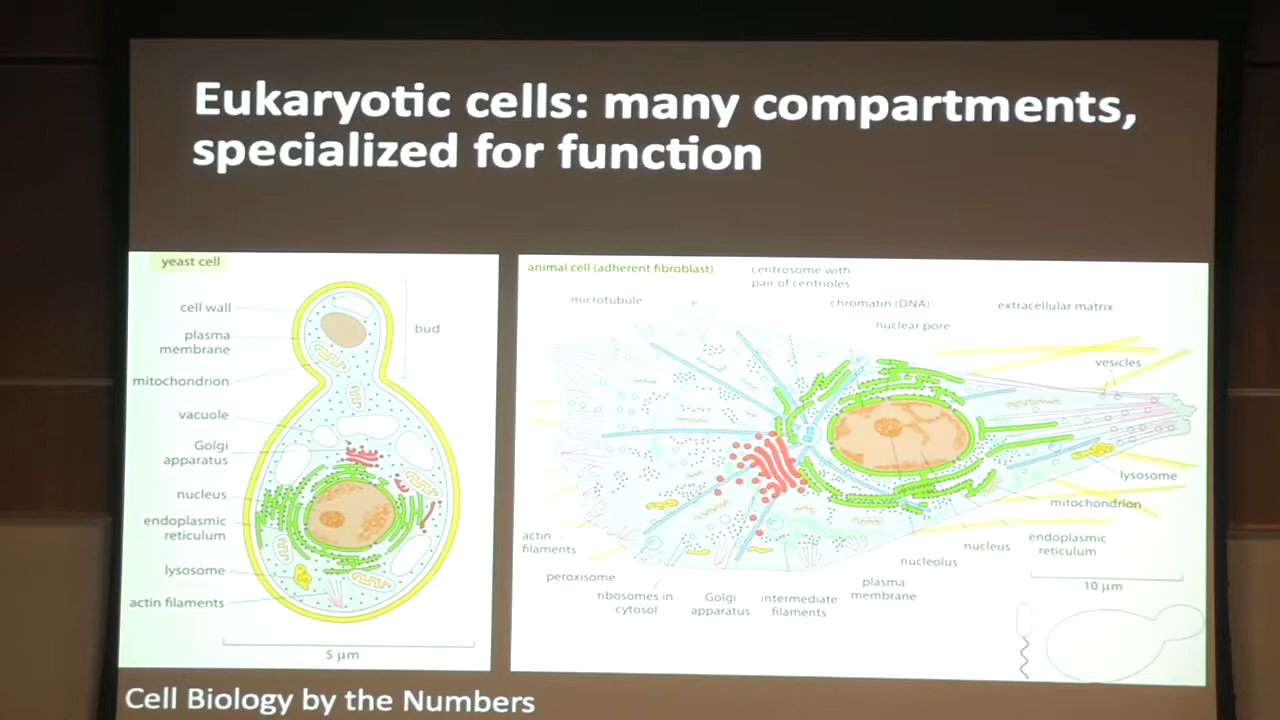 Eukaryotic cells: many compartments,
specialized for function
yeast cell
cell wall
plasma
membrane
mitochondrion
vacuole
Golgi
apparatus
nucleus
endoplasmic
reticulum
lysosome
actin filaments
bud
5 μm
animal cell (adherent fibroblast)
centrosome with
pair of centrioles
microtubule
chromatin (DNA)
extracellular matrix
nuclear pore
vesicles
lysosome
mitochondrion
endoplasmic
reticulum
nucleus
nucleolus
plasma
membrane
intermediate
filaments
Golgi
apparatus
ribosomes in
cytosol
peroxisome
actin
filaments
10 μm
Cell Biology by the Numbers